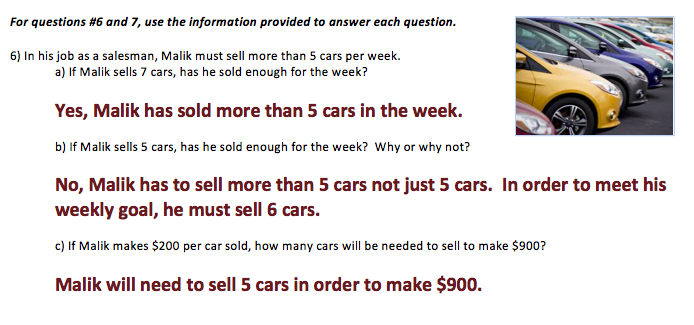 For questions #6 and 7, use the information provided to answer each question.
6) In his job as a salesman, Malik must sell more than 5 cars per week.
a) If Malik sells 7 cars, has he sold enough for the week?
Yes, Malik has sold more than 5 cars in the week.
b) If Malik sells 5 cars, has he sold enough for the week?  Why or why not?
No, Malik has to sell more than 5 cars not just 5 cars.  In order to meet his
weekly goal, he must sell 6 cars.
c) If Malik makes $200 per car sold, how many cars will be needed to sell to make $900?
Malik will need to sell 5 cars in order to make $900.